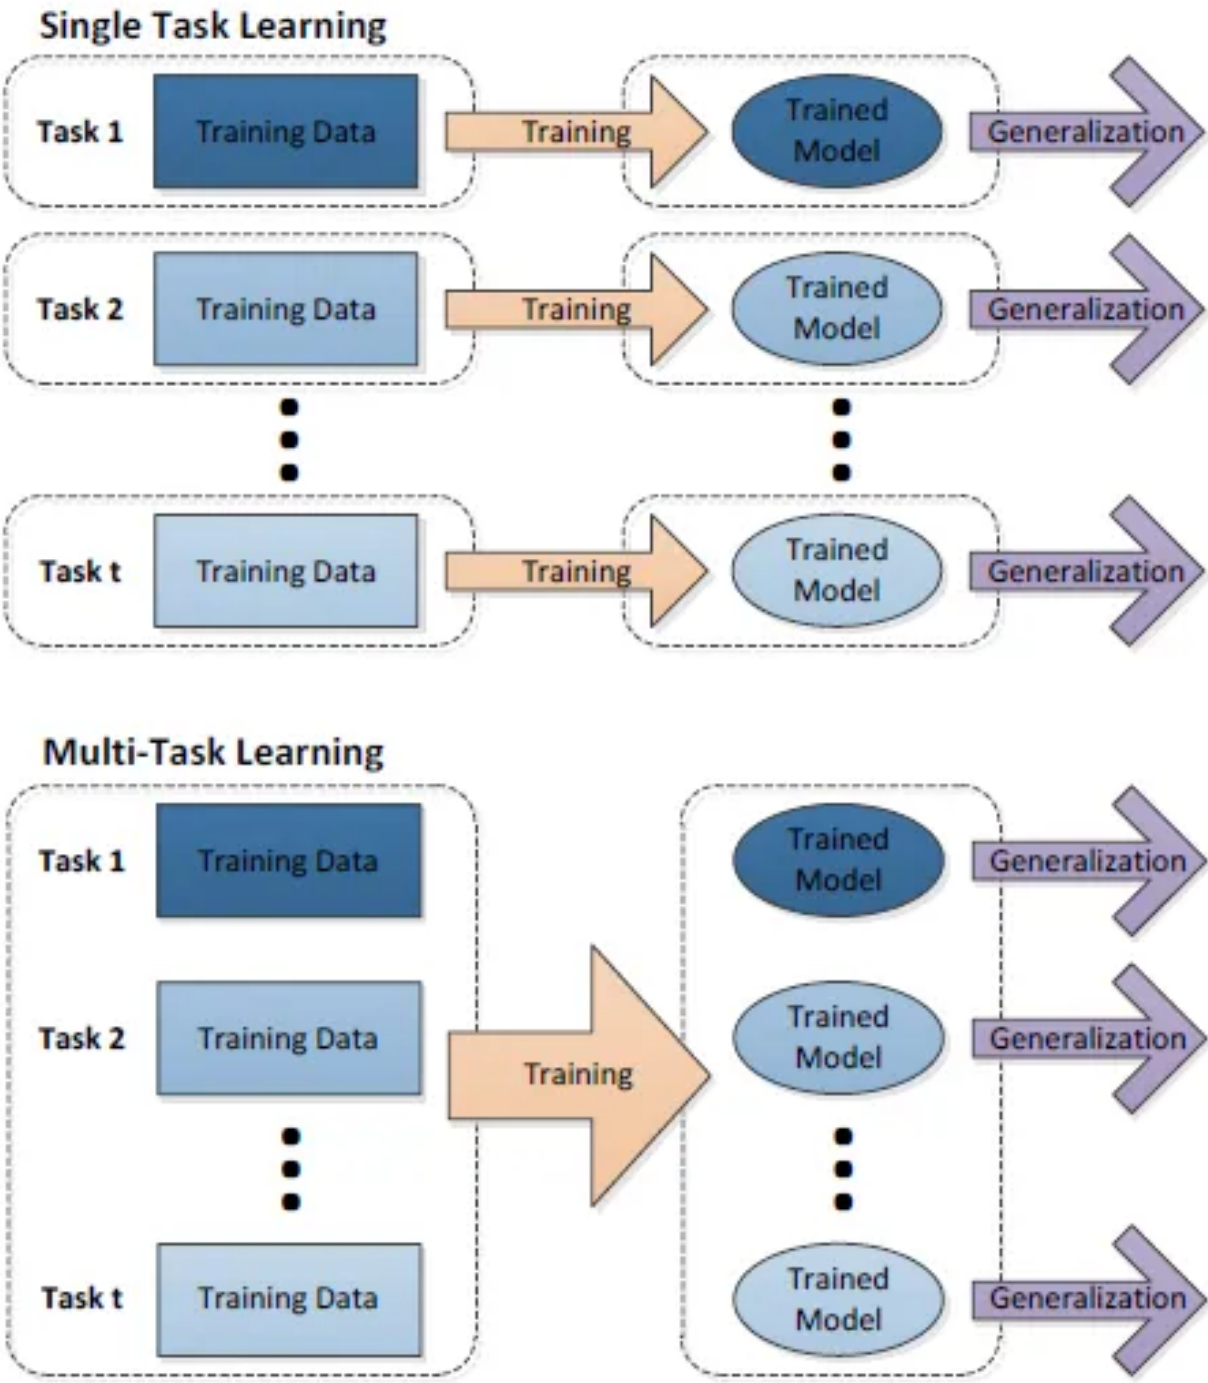 Single Task Learning
Task 1
Training Data
Training
Trained
Model
Generalization
Task 2
Training Data
Training
Trained
Model
Generalization
Task t
Training Data
Training
Trained
Model
Generalization
Multi-Task Learning
Task 1
Training Data
Trained
Model
Generalization
Task 2
Training Data
Training
Trained
Model
Generalization
Task t
Training Data
Trained
Model
Generalization